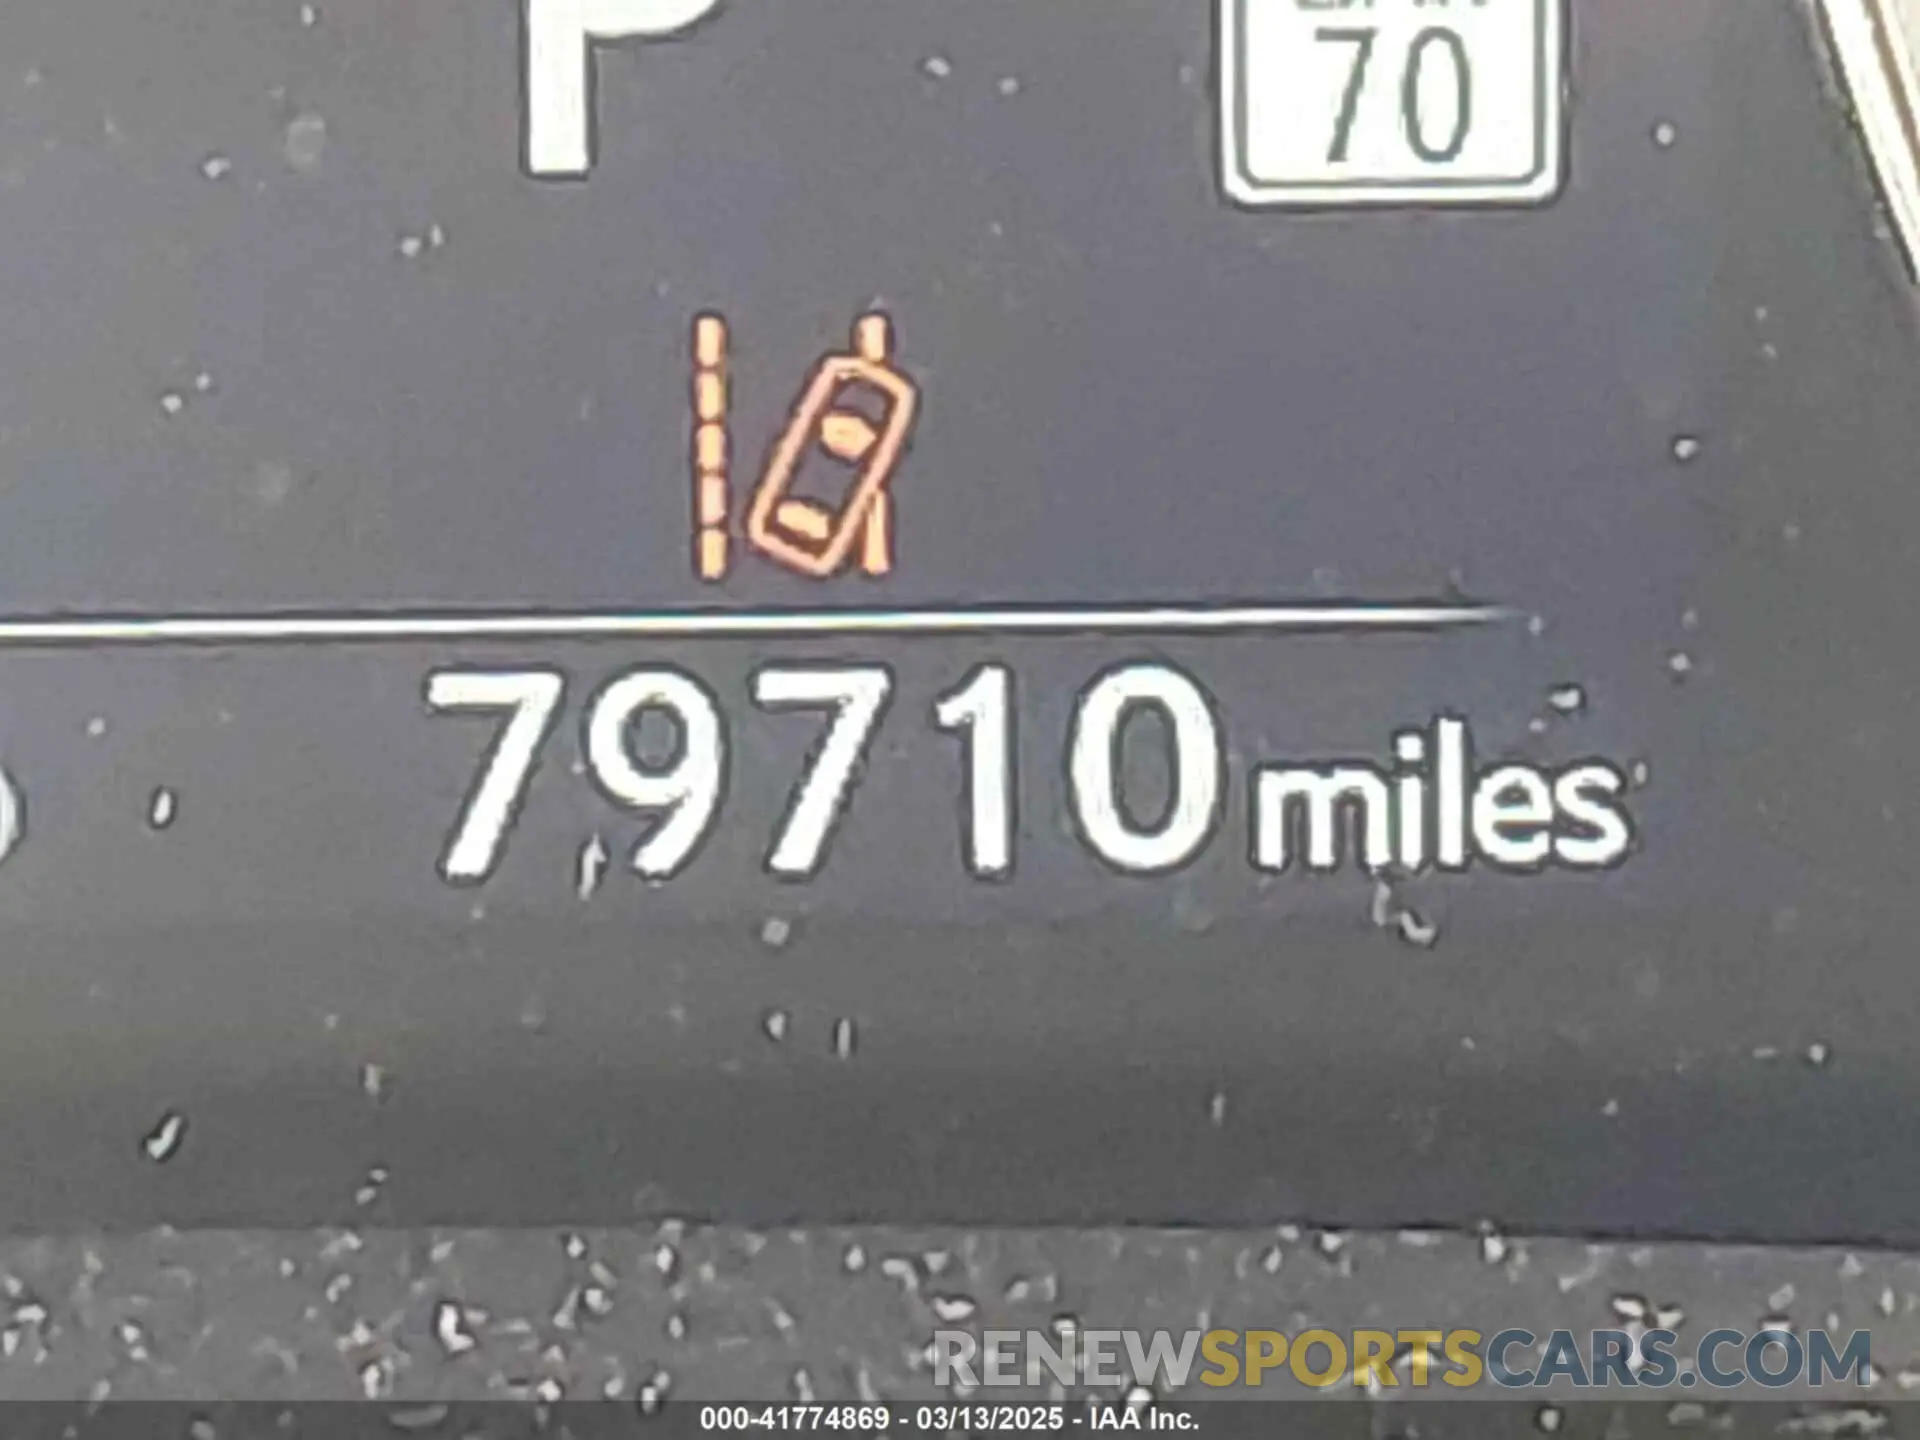 P
70
79710 miles
RENEWSPORTSCARS.COM
000-41774869 - 03/13/2025 - IAA Inc.